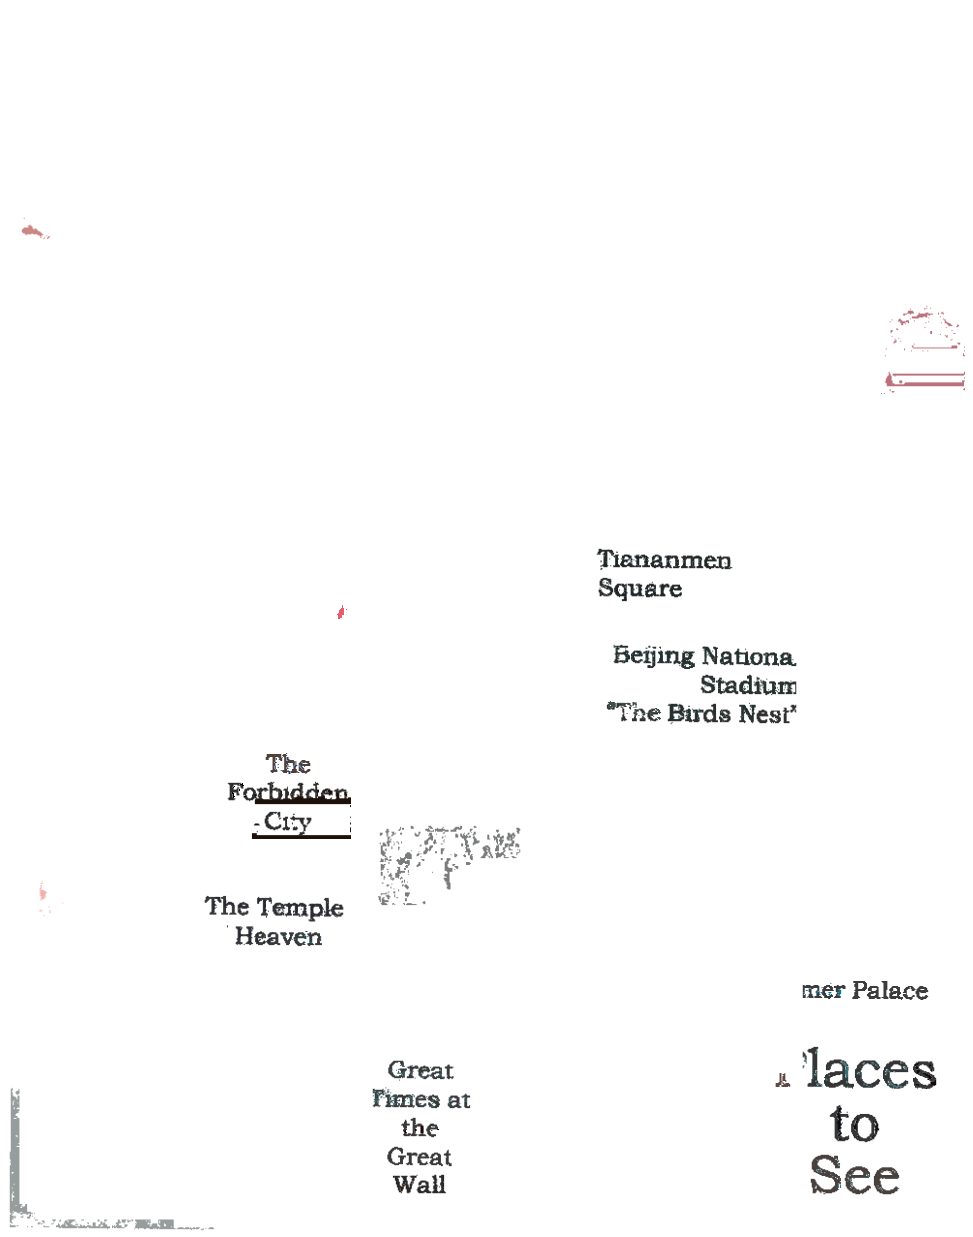 Tiananmen
Square
Beijing Nationa
Stadium
"The Birds Nest"
The
Forbidden
City
The Temple
Heaven
mer Palace
Great
Times at
the
Great
Wall
Places
to
See